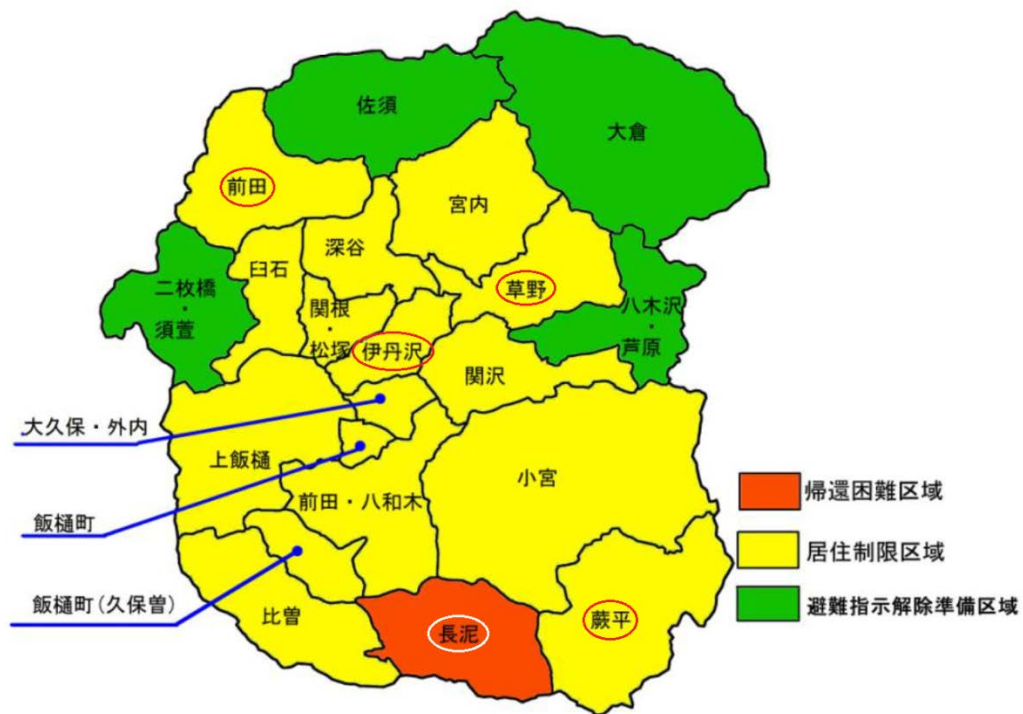 佐須
大倉
前田
宮内
深谷
臼石
草野
二枚橋
・
須萱
関根
・
松塚
伊丹沢
八木沢
・
芦原
関沢
大久保・外内
上飯樋
小宮
前田・八和木
飯樋町
飯樋町(久保曽)
比曽
長泥
蕨平
帰還困難区域
居住制限区域
避難指示解除準備区域